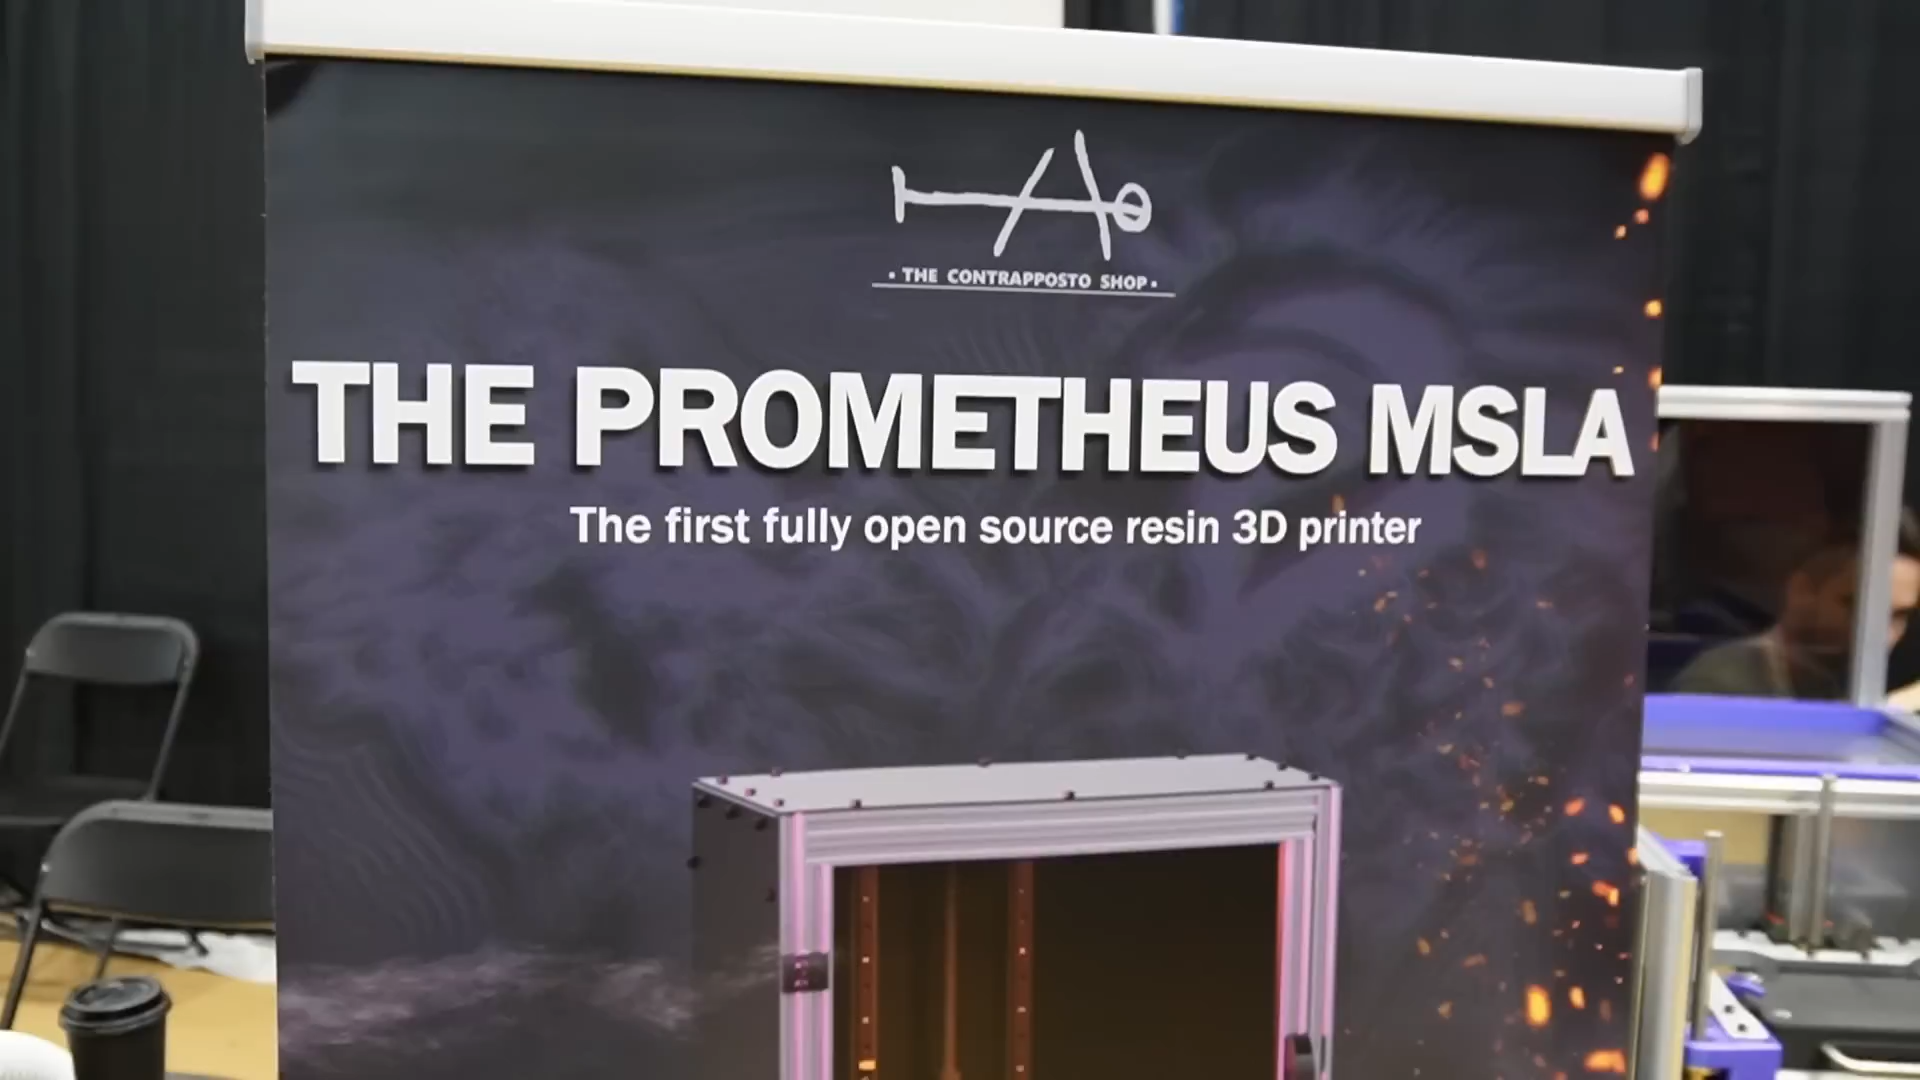 • THE CONTRAPPOSTO SHOP •
THE PROMETHEUS MSLA
The first fully open source resin 3D printer